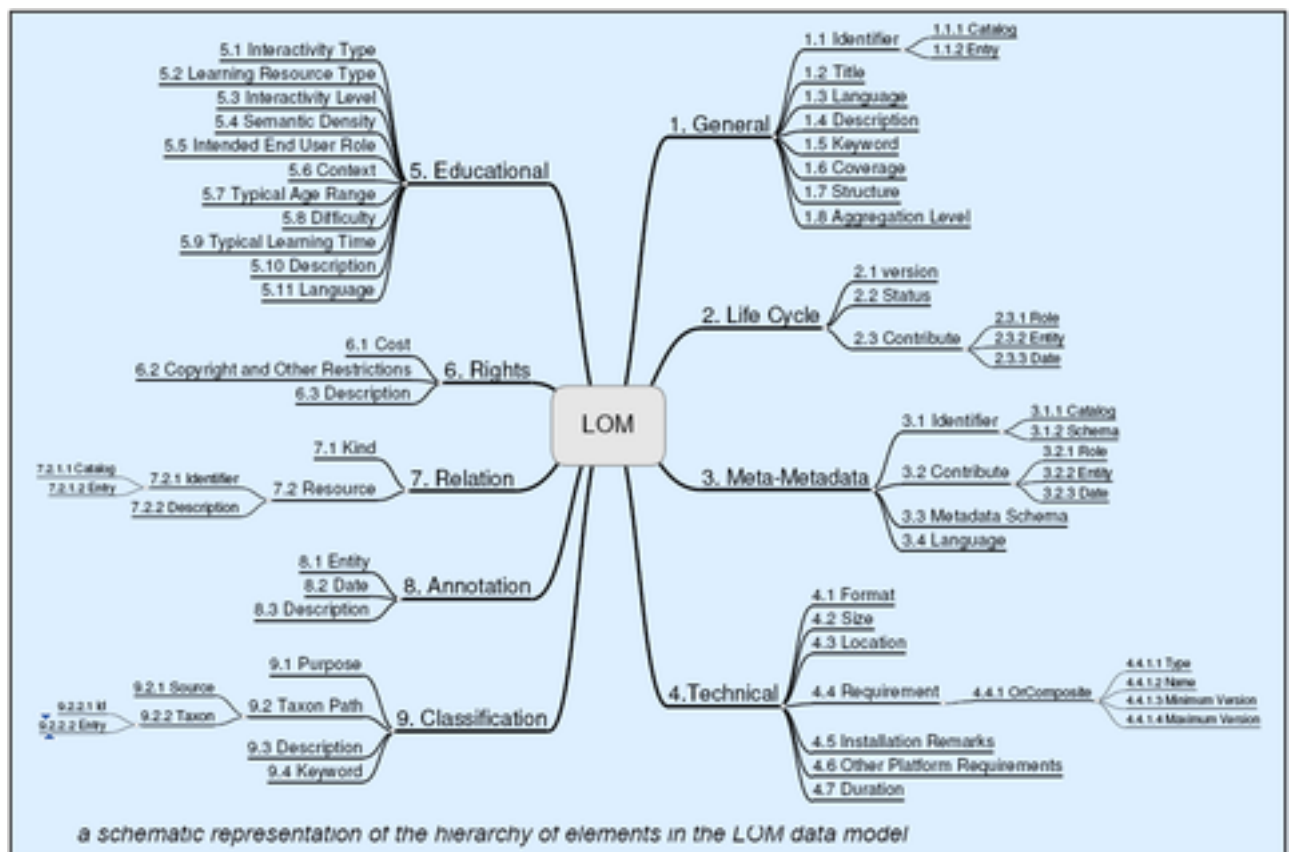 LOM
1. General
1.1 Identifier
1.1.1 Catalog
1.1.2 Entry
1.2 Title
1.3 Language
1.4 Description
1.5 Keyword
1.6 Coverage
1.7 Structure
1.8 Aggregation Level
2. Life Cycle
2.1 version
2.2 Status
2.3 Contribute
2.3.1 Role
2.3.2 Entity
2.3.3 Date
3. Meta-Metadata
3.1 Identifier
3.1.1 Catalog
3.1.2 Schema
3.2 Contribute
3.2.1 Role
3.2.2 Entity
3.2.3 Date
3.3 Metadata Schema
3.4 Language
4.Technical
4.1 Format
4.2 Size
4.3 Location
4.4 Requirement
4.4.1 OrComposite
4.4.1.1 Type
4.4.1.2 Name
4.4.1.3 Minimum Version
4.4.1.4 Maximum Version
4.5 Installation Remarks
4.6 Other Platform Requirements
4.7 Duration
5. Educational
5.1 Interactivity Type
5.2 Learning Resource Type
5.3 Interactivity Level
5.4 Semantic Density
5.5 Intended End User Role
5.6 Context
5.7 Typical Age Range
5.8 Difficulty
5.9 Typical Learning Time
5.10 Description
5.11 Language
6. Rights
6.1 Cost
6.2 Copyright and Other Restrictions
6.3 Description
7. Relation
7.1 Kind
7.2 Resource
7.2.1 Identifier
7.2.1.1 Catalog
7.2.1.2 Entry
7.2.2 Description
8. Annotation
8.1 Entity
8.2 Date
8.3 Description
9. Classification
9.1 Purpose
9.2 Taxon Path
9.2.1 Source
9.2.2 Taxon
9.2.2.1 Id
9.2.2.2 Entry
9.3 Description
9.4 Keyword
a schematic representation of the hierarchy of elements in the LOM data model